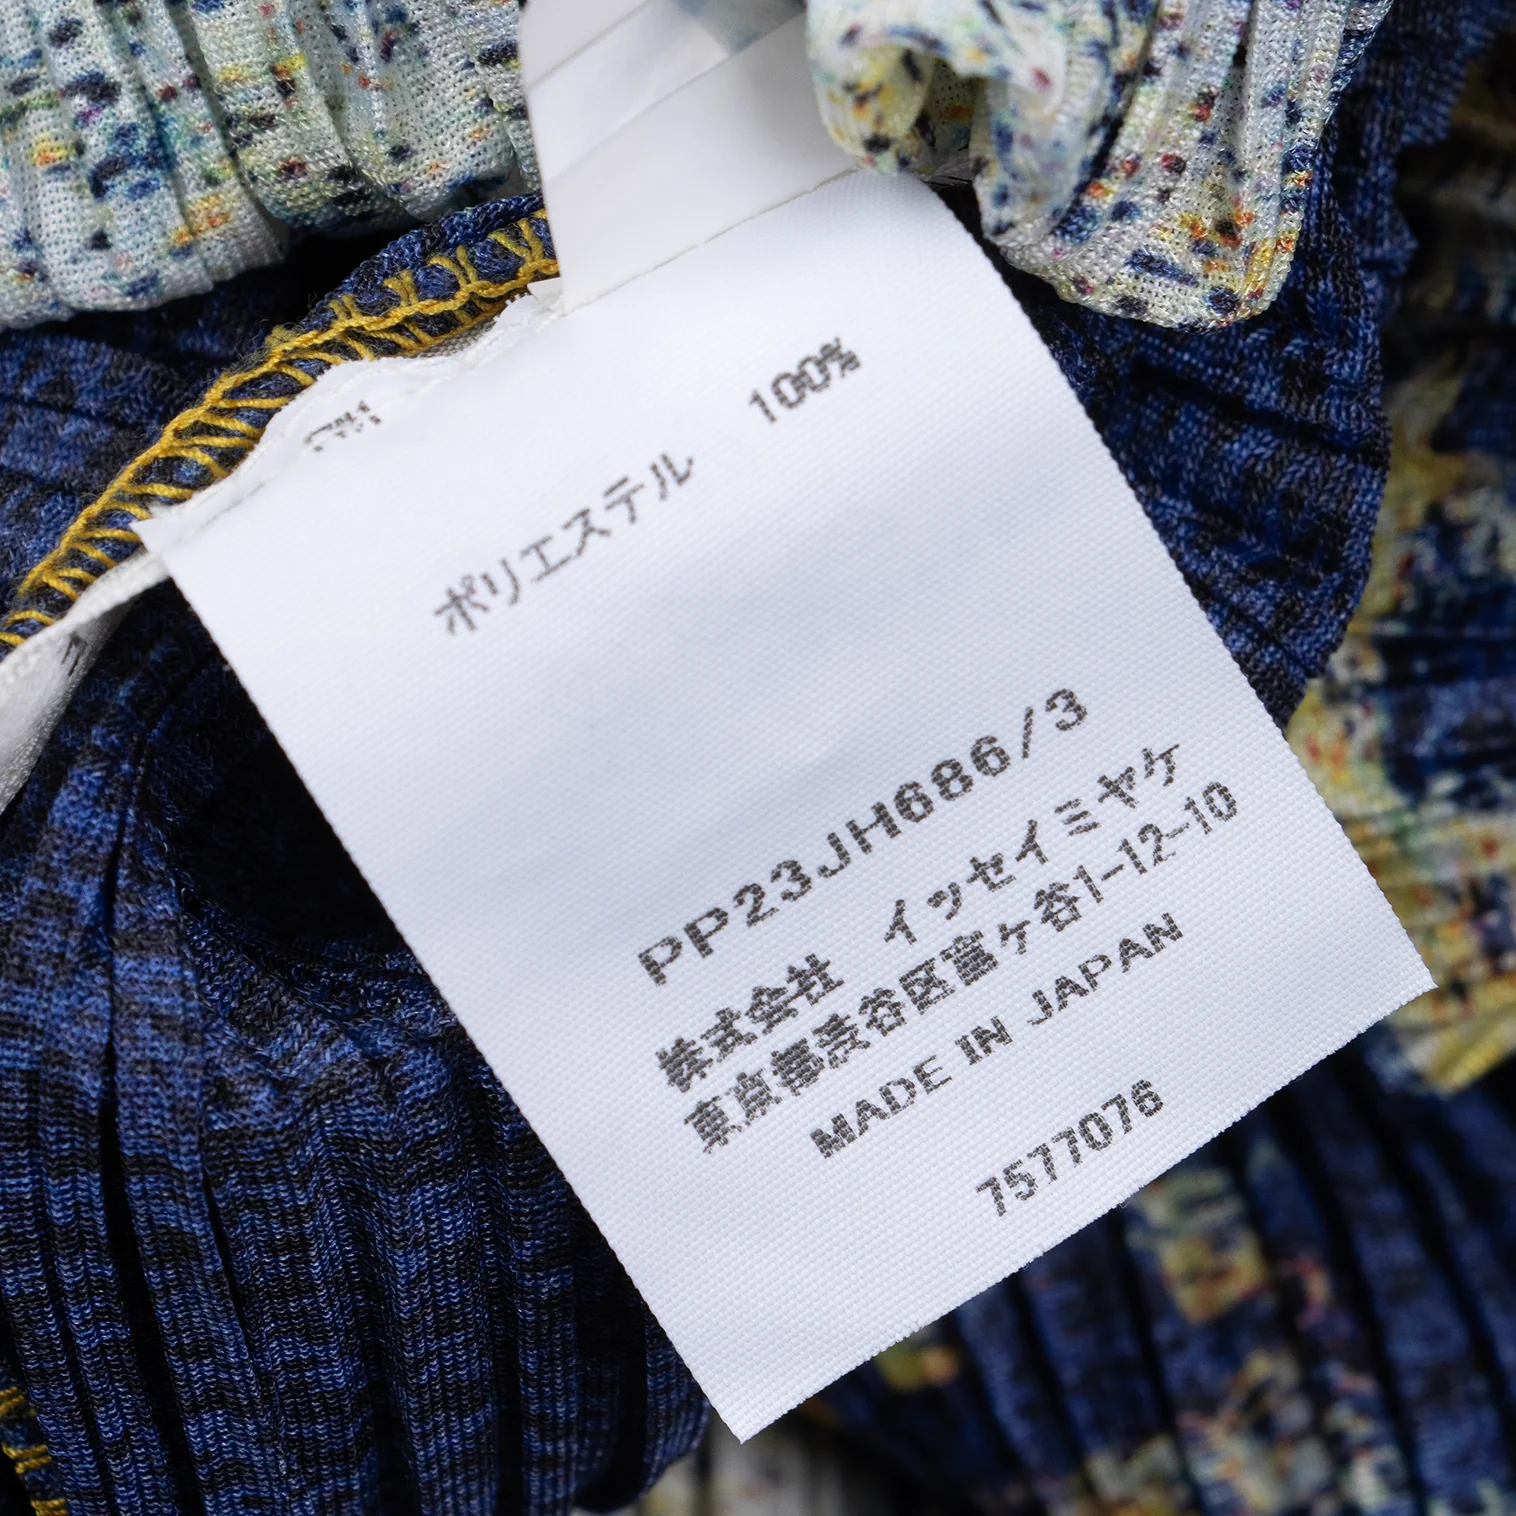 ポリエステル 100%
PP23JH686/3
株式会社 イッセイミヤケ
東京都渋谷区富ヶ谷1-12-10
MADE IN JAPAN
7577076